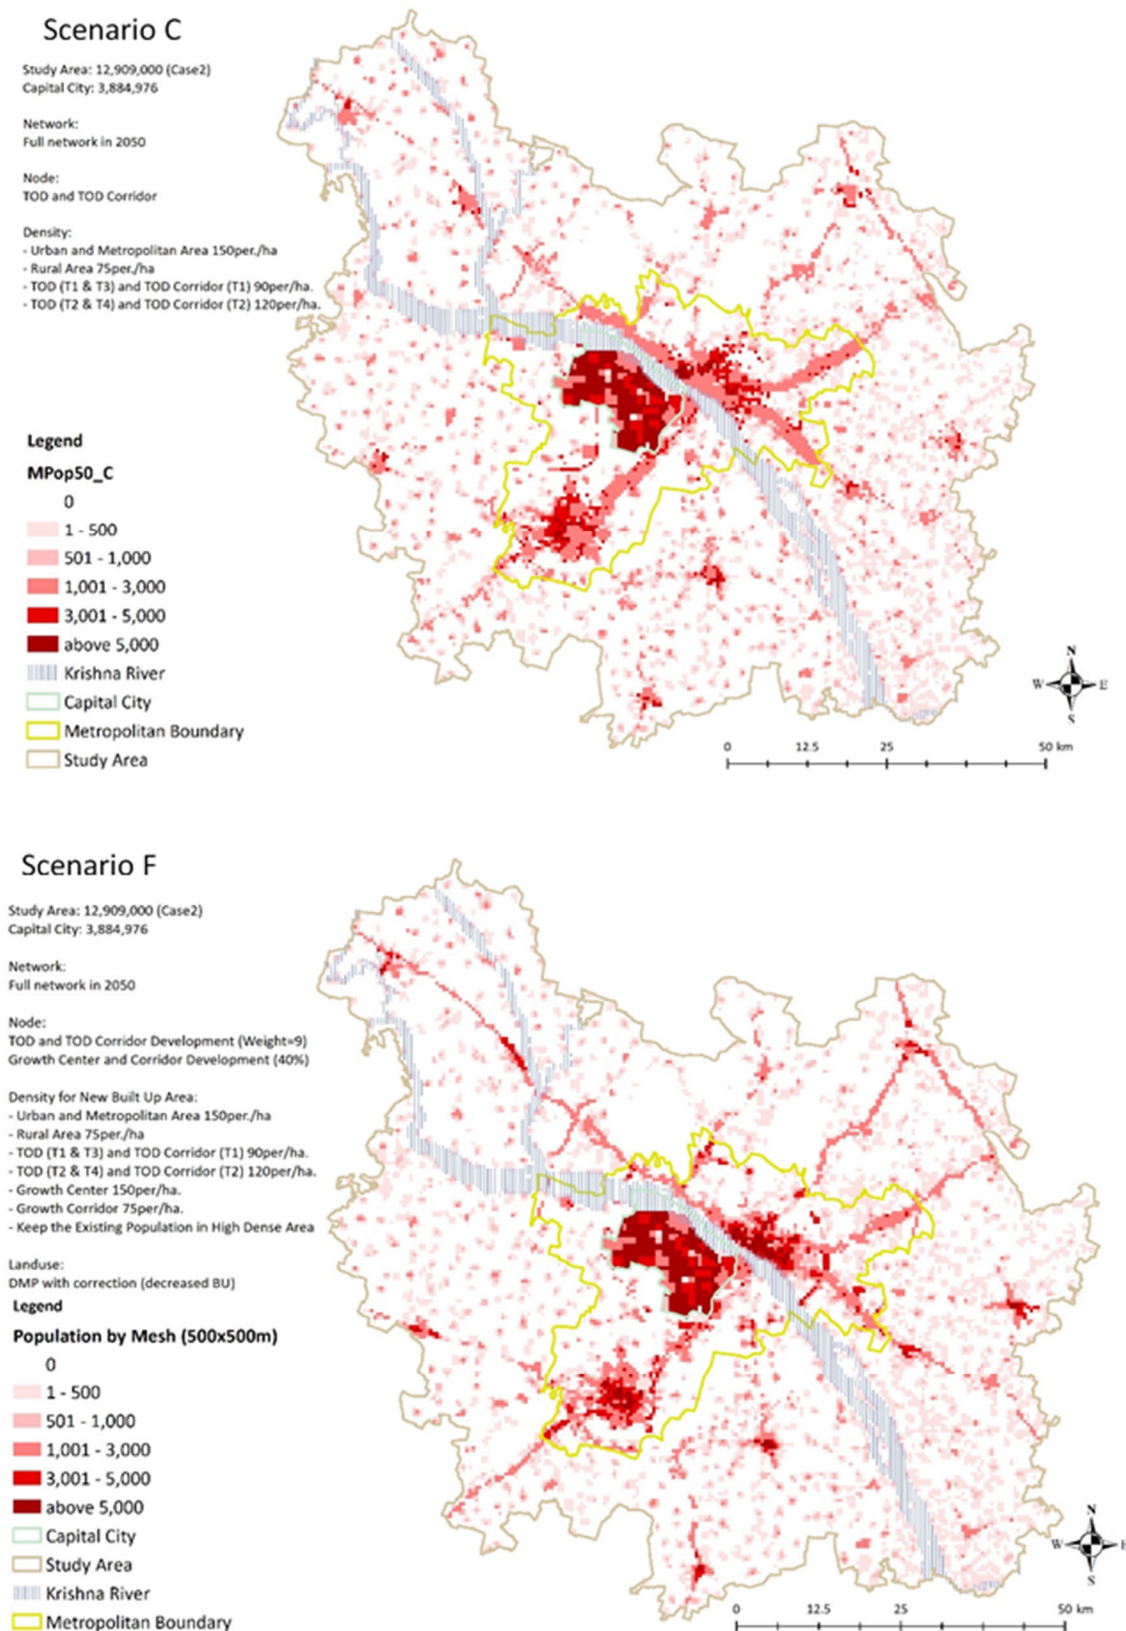 Scenario C
Study Area: 12,909,000 (Case2)
Capital City: 3,884,976
Network:
Full network in 2050
Node:
TOD and TOD Corridor
Density:
- Urban and Metropolitan Area 150per./ha
- Rural Area 75per./ha
- TOD (T1 & T3) and TOD Corridor (T1) 90per/ha.
- TOD (T2 & T4) and TOD Corridor (T2) 120per/ha.
Legend
MPop50_C
0
1 - 500
501 - 1,000
1,001 - 3,000
3,001 - 5,000
above 5,000
Krishna River
Capital City
Metropolitan Boundary
Study Area
N
W E
S
0 12.5 25 50 km
Scenario F
Study Area: 12,909,000 (Case2)
Capital City: 3,884,976
Network:
Full network in 2050
Node:
TOD and TOD Corridor Development (Weight=9)
Growth Center and Corridor Development (40%)
Density for New Built Up Area:
- Urban and Metropolitan Area 150per./ha
- Rural Area 75per./ha
- TOD (T1 & T3) and TOD Corridor (T1) 90per/ha.
- TOD (T2 & T4) and TOD Corridor (T2) 120per/ha.
- Growth Center 150per/ha.
- Growth Corridor 75per/ha.
- Keep the Existing Population in High Dense Area
Landuse:
DMP with correction (decreased BU)
Legend
Population by Mesh (500x500m)
0
1 - 500
501 - 1,000
1,001 - 3,000
3,001 - 5,000
above 5,000
Capital City
Study Area
Krishna River
Metropolitan Boundary
N
W E
S
0 12.5 25 50 km